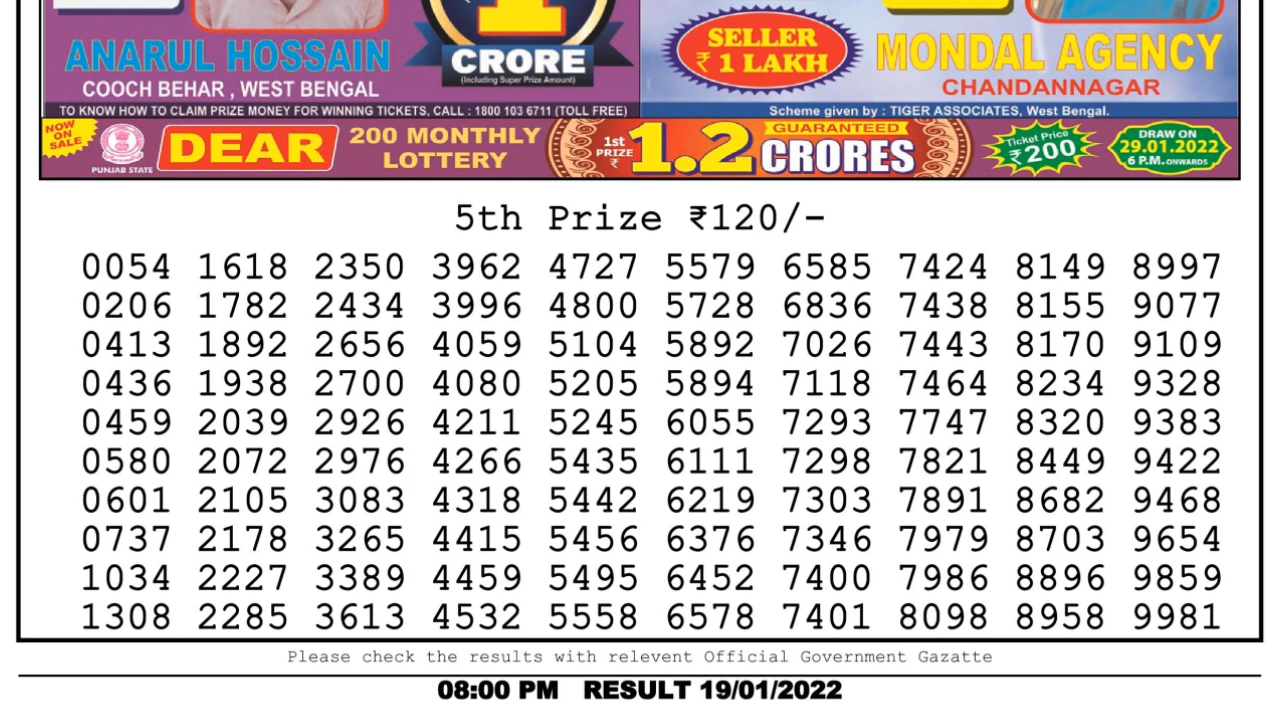 1
CRORE
(Including Super Prize Amount)
ANARUL HOSSAIN
COOCH BEHAR , WEST BENGAL
SELLER
₹ 1 LAKH
MONDAL AGENCY
CHANDANNAGAR
TO KNOW HOW TO CLAIM PRIZE MONEY FOR WINNING TICKETS, CALL : 1800 103 6711 (TOLL FREE)
Scheme given by : TIGER ASSOCIATES, West Bengal.
NOW
ON
SALE
PUNJAB STATE
DEAR
200 MONTHLY
LOTTERY
1st
PRIZE
₹
1.2
GUARANTEED
CRORES
Ticket Price
₹200
DRAW ON
29.01.2022
6 P.M. ONWARDS
5th Prize ₹120/-
0054 1618 2350 3962 4727 5579 6585 7424 8149 8997
0206 1782 2434 3996 4800 5728 6836 7438 8155 9077
0413 1892 2656 4059 5104 5892 7026 7443 8170 9109
0436 1938 2700 4080 5205 5894 7118 7464 8234 9328
0459 2039 2926 4211 5245 6055 7293 7747 8320 9383
0580 2072 2976 4266 5435 6111 7298 7821 8449 9422
0601 2105 3083 4318 5442 6219 7303 7891 8682 9468
0737 2178 3265 4415 5456 6376 7346 7979 8703 9654
1034 2227 3389 4459 5495 6452 7400 7986 8896 9859
1308 2285 3613 4532 5558 6578 7401 8098 8958 9981
Please check the results with relevent Official Government Gazatte
08:00 PM RESULT 19/01/2022